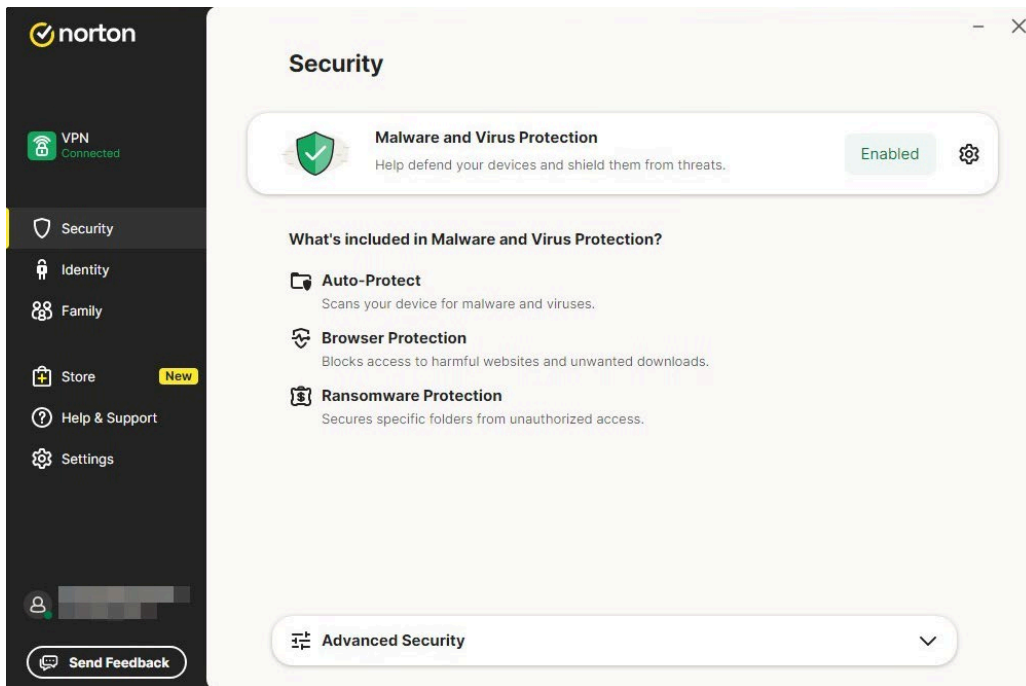 norton
VPN
Connected
Security
Identity
Family
Store New
Help & Support
Settings
Send Feedback
Security
Malware and Virus Protection
Help defend your devices and shield them from threats.
Enabled
What's included in Malware and Virus Protection?
Auto-Protect
Scans your device for malware and viruses.
Browser Protection
Blocks access to harmful websites and unwanted downloads.
Ransomware Protection
Secures specific folders from unauthorized access.
Advanced Security